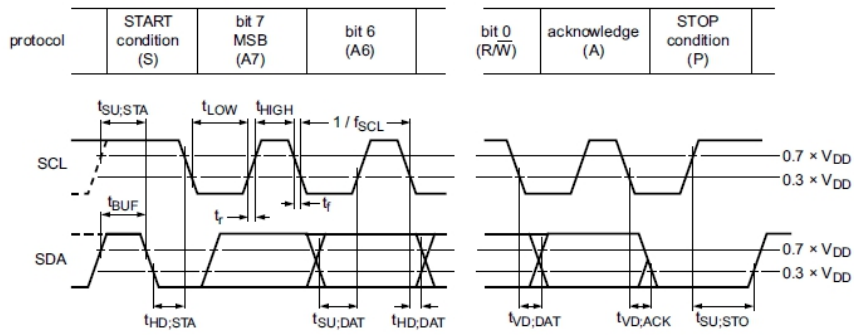 protocol
START
condition
(S)
bit 7
MSB
(A7)
bit 6
(A6)
bit 0
(R/W̅)
acknowledge
(A)
STOP
condition
(P)
tSU;STA
tLOW
tHIGH
1 / fSCL
SCL
0.7 × VDD
0.3 × VDD
tBUF
tr
tf
SDA
0.7 × VDD
0.3 × VDD
tHD;STA
tSU;DAT
tHD;DAT
tVD;DAT
tVD;ACK
tSU;STO